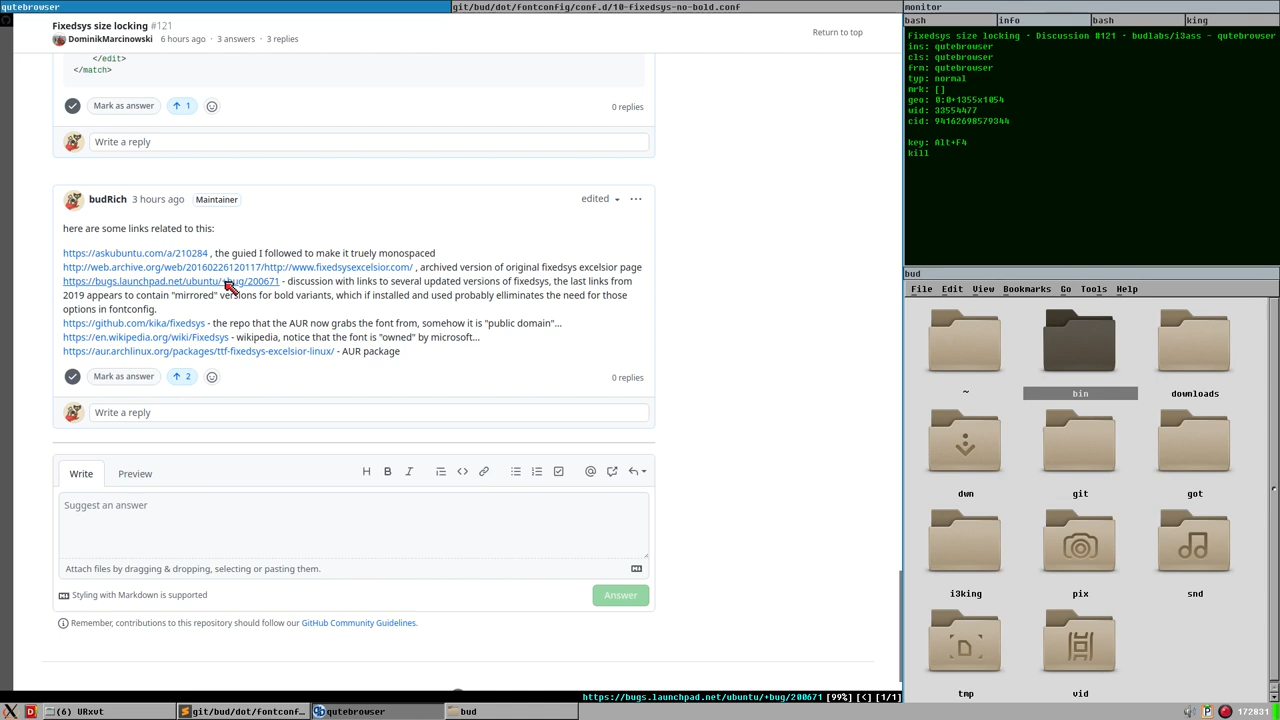 qutebrowser
git/bud/dot/fontconfig/conf.d/10-fixedsys-no-bold.conf
Fixedsys size locking #121
DominikMarcinowski 6 hours ago · 3 answers · 3 replies
Return to top
</edit>
</match>
Mark as answer
1
0 replies
Write a reply
budRich 3 hours ago Maintainer
edited
here are some links related to this:
https://askubuntu.com/a/210284 , the guied I followed to make it truely monospaced
http://web.archive.org/web/20160226120117/http://www.fixedsysexcelsior.com/ , archived version of original fixedsys excelsior page
https://bugs.launchpad.net/ubuntu/+bug/200671 - discussion with links to several updated versions of fixedsys, the last links from
2019 appears to contain "mirrored" versions for bold variants, which if installed and used probably elliminates the need for those
options in fontconfig.
https://github.com/kika/fixedsys - the repo that the AUR now grabs the font from, somehow it is "public domain"...
https://en.wikipedia.org/wiki/Fixedsys - wikipedia, notice that the font is "owned" by microsoft...
https://aur.archlinux.org/packages/ttf-fixedsys-excelsior-linux/ - AUR package
Mark as answer
2
0 replies
Write a reply
Write
Preview
Suggest an answer
Attach files by dragging & dropping, selecting or pasting them.
Styling with Markdown is supported
Answer
Remember, contributions to this repository should follow our GitHub Community Guidelines.
https://bugs.launchpad.net/ubuntu/+bug/200671 [99%] [<] [1/1]
monitor
bash
info
bash
king
Fixedsys size locking · Discussion #121 · budlabs/i3ass - qutebrowser
ins: qutebrowser
cls: qutebrowser
frm: qutebrowser
typ: normal
mrk: []
geo: 0:0+1355x1054
wid: 33554477
cid: 94162698579344
key: Alt+F4
kill
bud
File Edit View Bookmarks Go Tools Help
~
bin
downloads
dwn
git
got
i3king
pix
snd
tmp
vid
(6) URxvt
git/bud/dot/fontconf...
qutebrowser
bud
172831